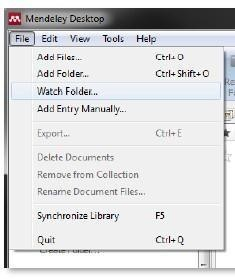 Mendeley Desktop
File Edit View Tools Help
Add Files... Ctrl+O
Add Folder... Ctrl+Shift+O
Watch Folder...
Add Entry Manually...
Export... Ctrl+E
Delete Documents
Remove from Collection
Rename Document Files...
Synchronize Library F5
Quit Ctrl+Q
Create Folder...